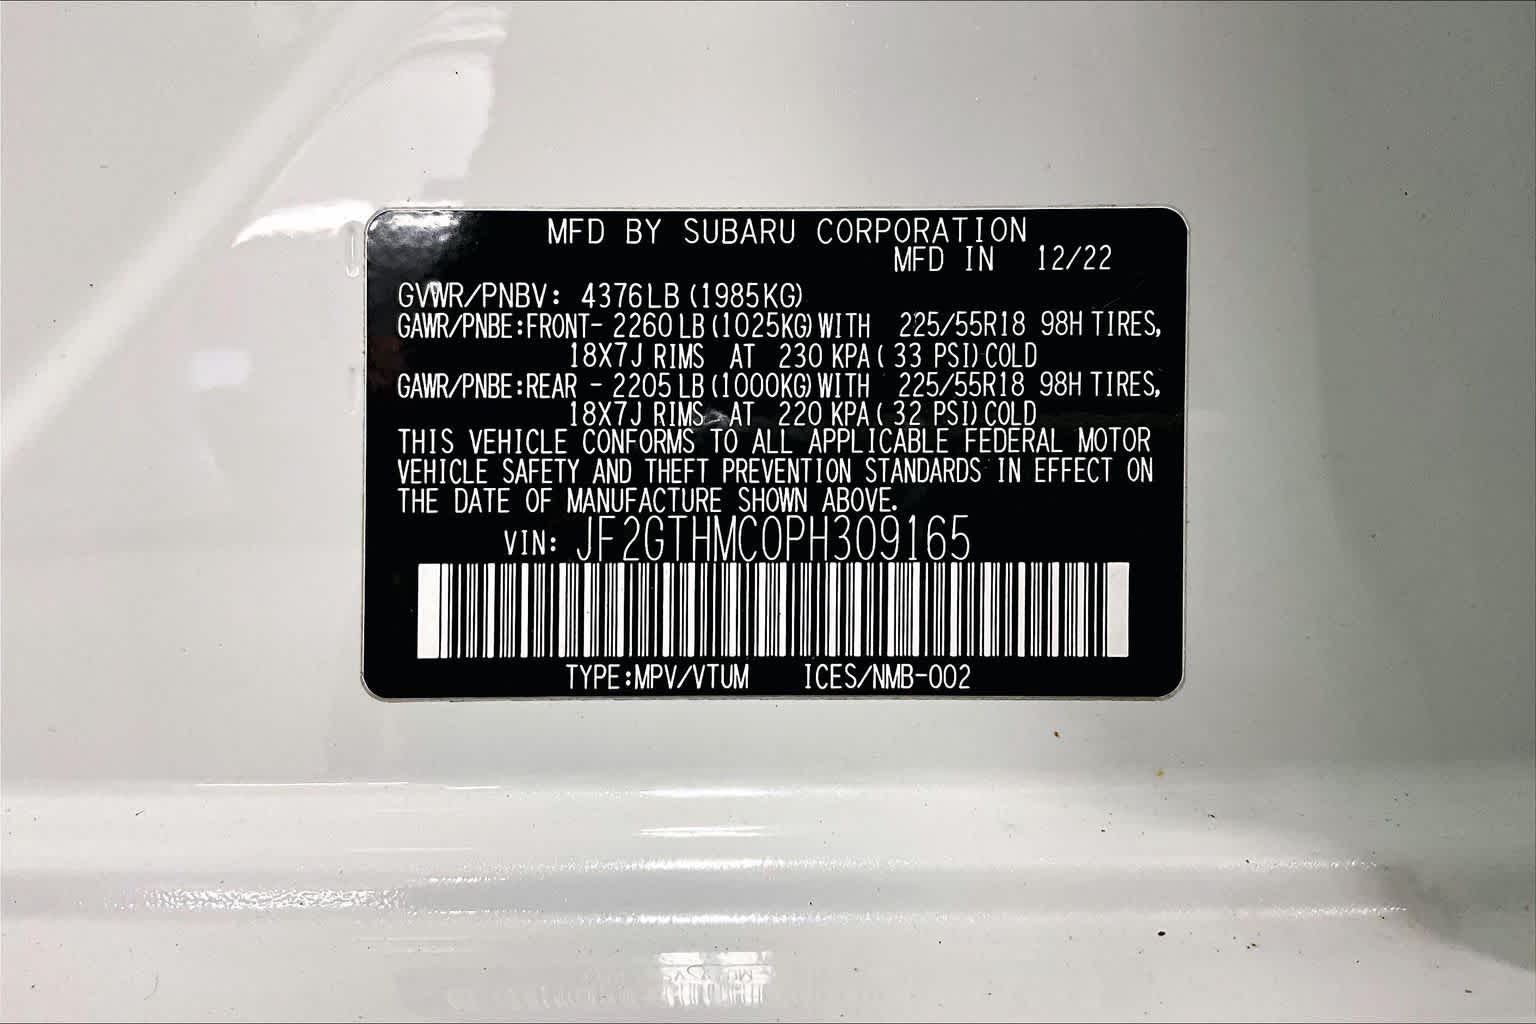 MFD BY SUBARU CORPORATION
MFD IN 12/22
GVWR/PNBV: 4376LB (1985KG)
GAWR/PNBE:FRONT- 2260 LB (1025KG) WITH 225/55R18 98H TIRES,
18X7J RIMS AT 230 KPA ( 33 PSI) COLD
GAWR/PNBE:REAR - 2205 LB (1000KG) WITH 225/55R18 98H TIRES,
18X7J RIMS AT 220 KPA ( 32 PSI) COLD
THIS VEHICLE CONFORMS TO ALL APPLICABLE FEDERAL MOTOR
VEHICLE SAFETY AND THEFT PREVENTION STANDARDS IN EFFECT ON
THE DATE OF MANUFACTURE SHOWN ABOVE.
VIN: JF2GTHMC0PH309165
TYPE:MPV/VTUM ICES/NMB-002